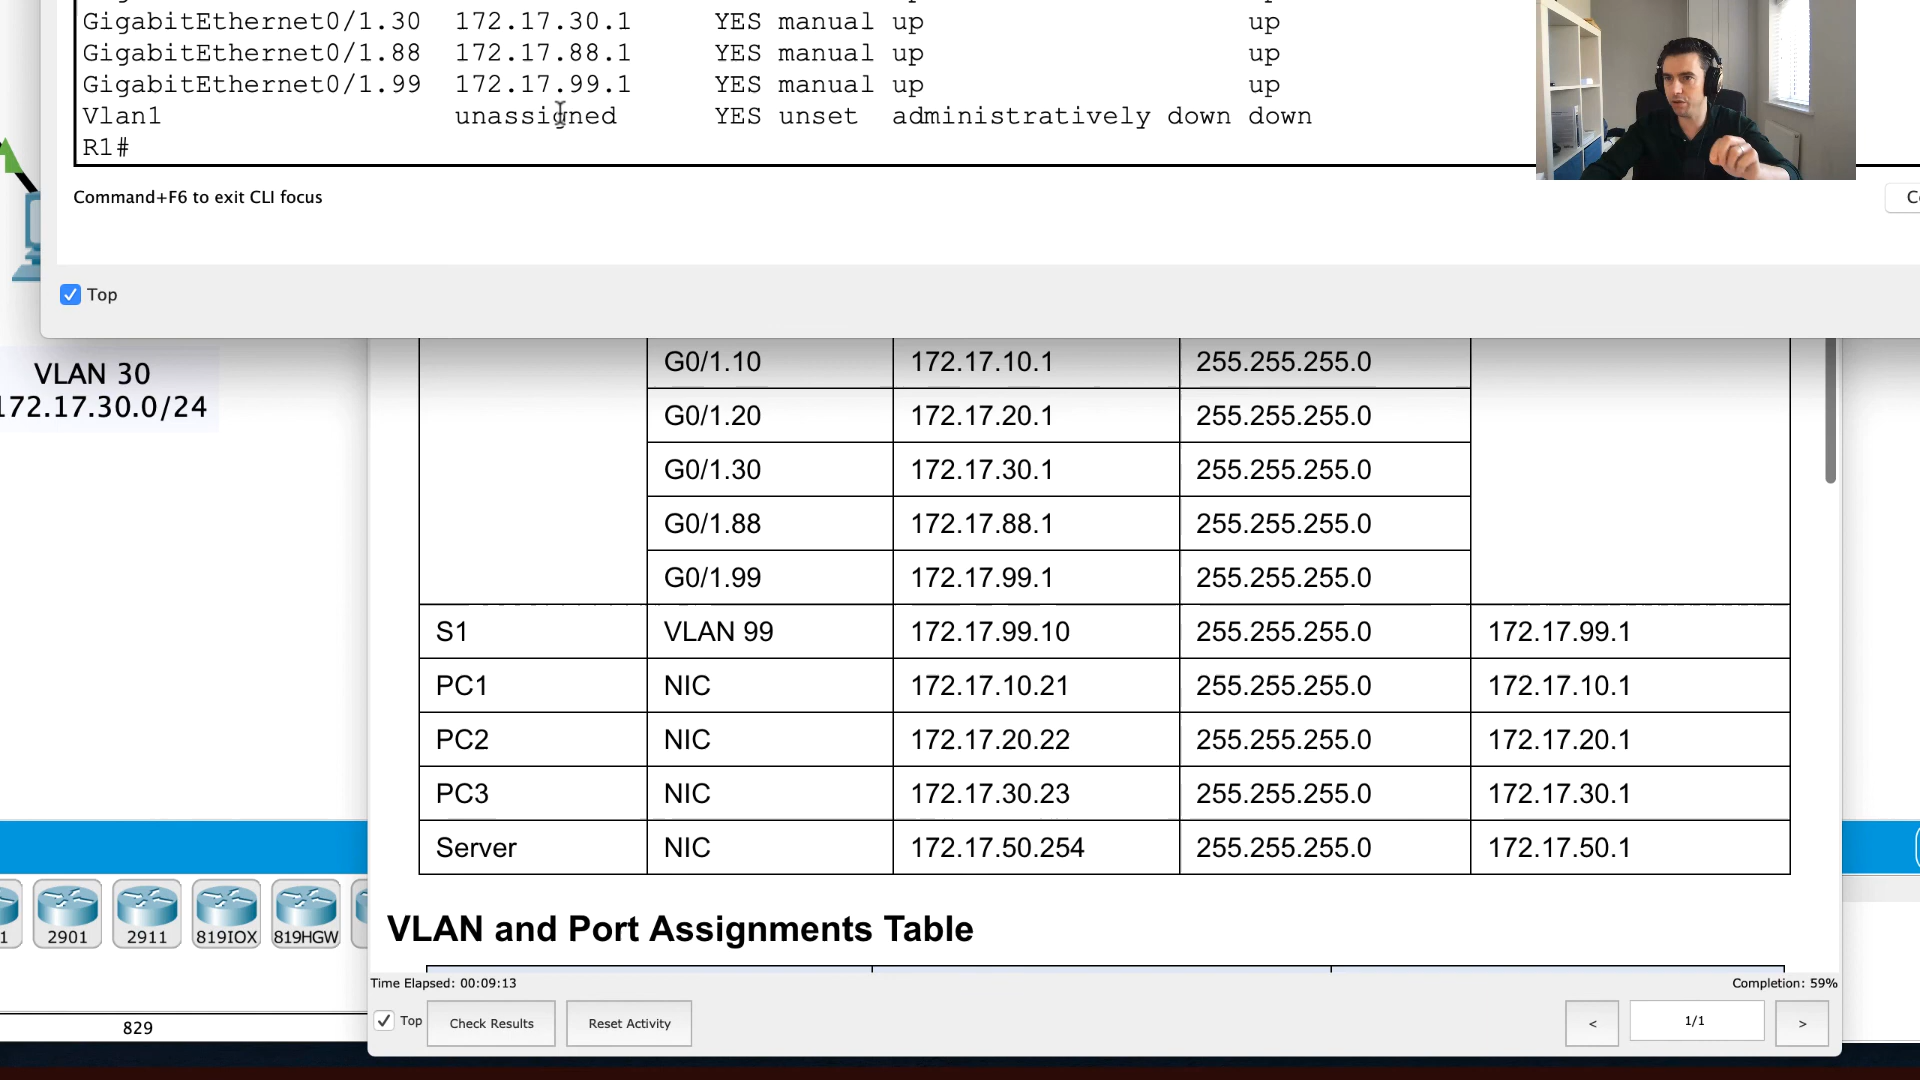 GigabitEthernet0/1.30 172.17.30.1 YES manual up up
GigabitEthernet0/1.88 172.17.88.1 YES manual up up
GigabitEthernet0/1.99 172.17.99.1 YES manual up up
Vlan1 unassigned YES unset administratively down down
R1#
Command+F6 to exit CLI focus
Top
VLAN 30
172.17.30.0/24
G0/1.10 172.17.10.1 255.255.255.0
G0/1.20 172.17.20.1 255.255.255.0
G0/1.30 172.17.30.1 255.255.255.0
G0/1.88 172.17.88.1 255.255.255.0
G0/1.99 172.17.99.1 255.255.255.0
S1 VLAN 99 172.17.99.10 255.255.255.0 172.17.99.1
PC1 NIC 172.17.10.21 255.255.255.0 172.17.10.1
PC2 NIC 172.17.20.22 255.255.255.0 172.17.20.1
PC3 NIC 172.17.30.23 255.255.255.0 172.17.30.1
Server NIC 172.17.50.254 255.255.255.0 172.17.50.1
VLAN and Port Assignments Table
1 2901 2911 819IOX 819HGW
Time Elapsed: 00:09:13 Completion: 59%
Top Check Results Reset Activity < 1/1 >
829